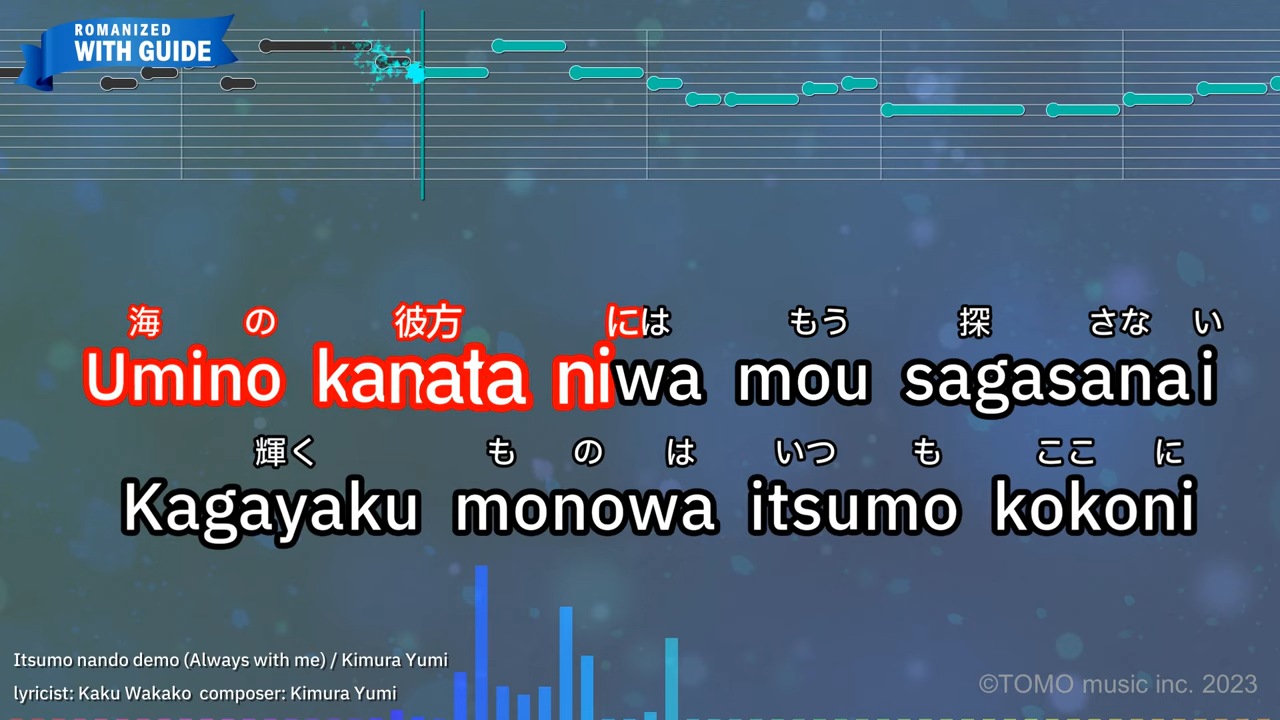 ROMANIZED
WITH GUIDE
海 の 彼方 には もう 探 さな い
Umino kanata niwa mou sagasanai
輝く も の は いつ も ここ に
Kagayaku monowa itsumo kokoni
Itsumo nando demo (Always with me) / Kimura Yumi
lyricist: Kaku Wakako composer: Kimura Yumi
©TOMO music inc. 2023